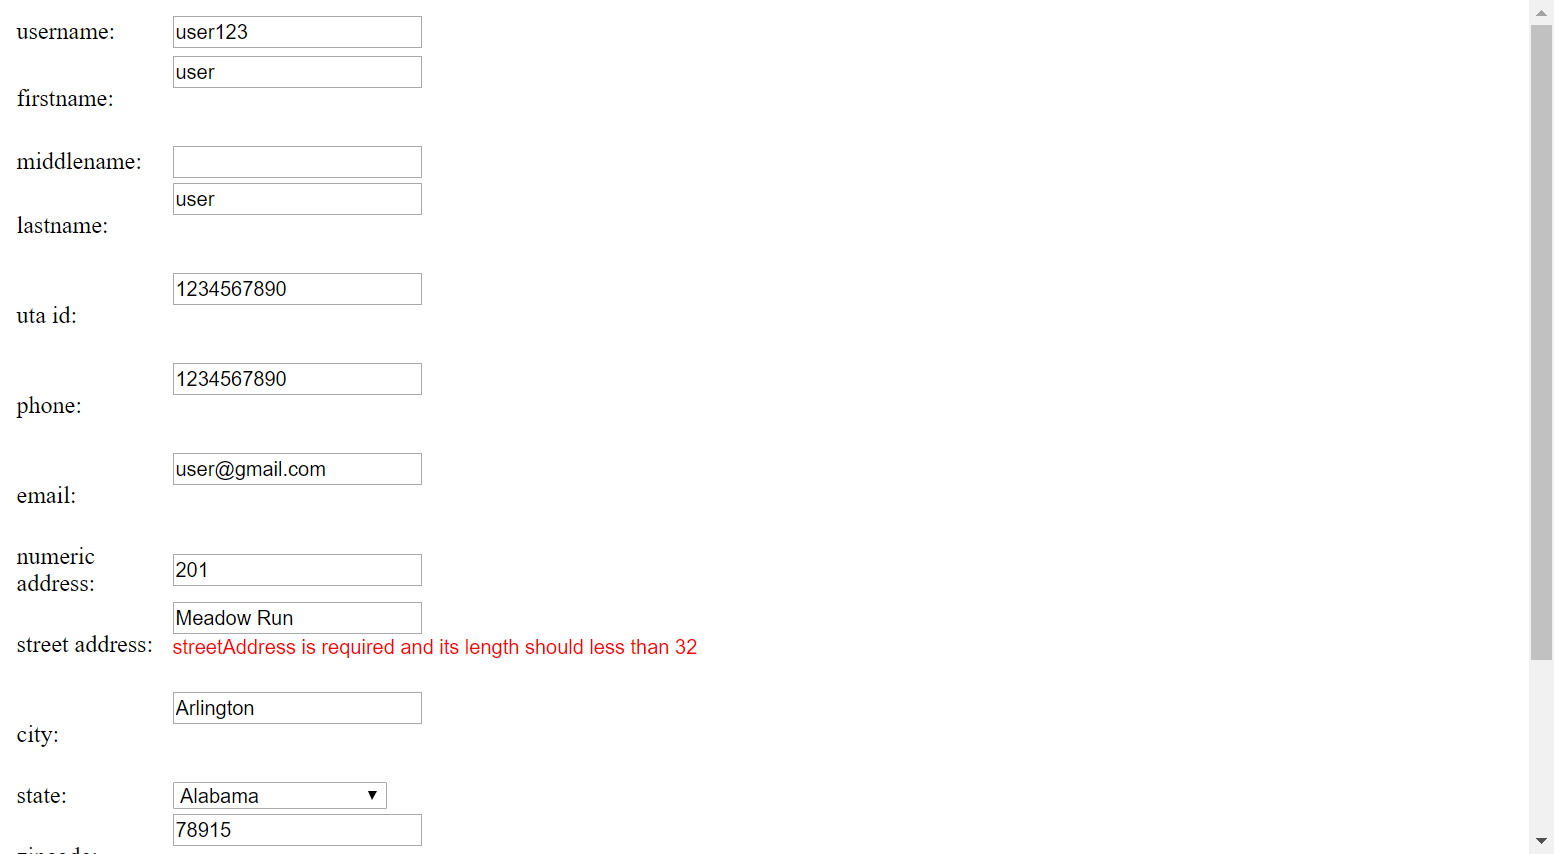 username: user123
user
firstname:
middlename:
user
lastname:
1234567890
uta id:
1234567890
phone:
user@gmail.com
email:
numeric
address: 201
Meadow Run
street address: streetAddress is required and its length should less than 32
Arlington
city:
state: Alabama
78915